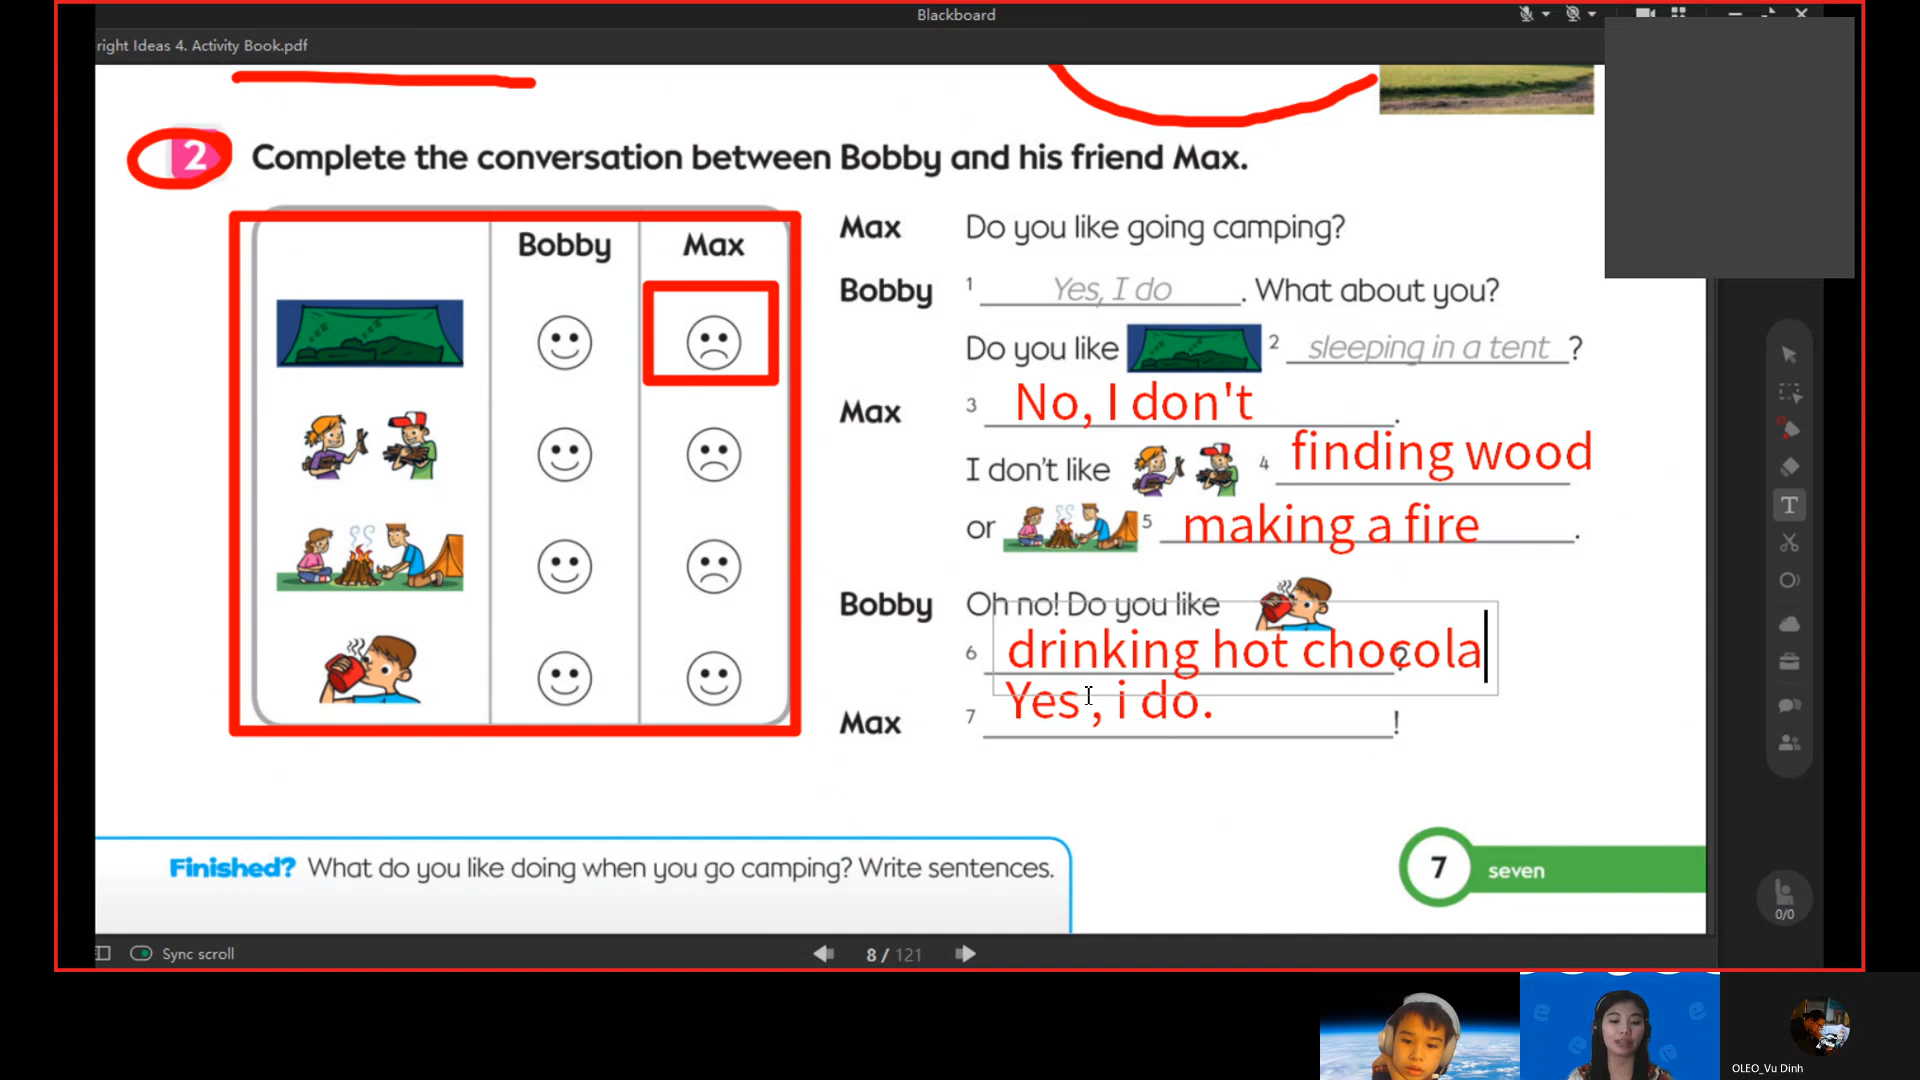 Blackboard
right Ideas 4. Activity Book.pdf
2 Complete the conversation between Bobby and his friend Max.
Bobby Max
Max Do you like going camping?
Bobby 1 Yes, I do. What about you?
Do you like 2 sleeping in a tent?
Max 3 No, I don't.
I don't like 4 finding wood
or 5 making a fire.
Bobby Oh no! Do you like
6 drinking hot chocola?
Max 7 Yes, i do. !
Finished? What do you like doing when you go camping? Write sentences.
7 seven
Sync scroll
8 / 121
0/0
OLEO_Vu Dinh